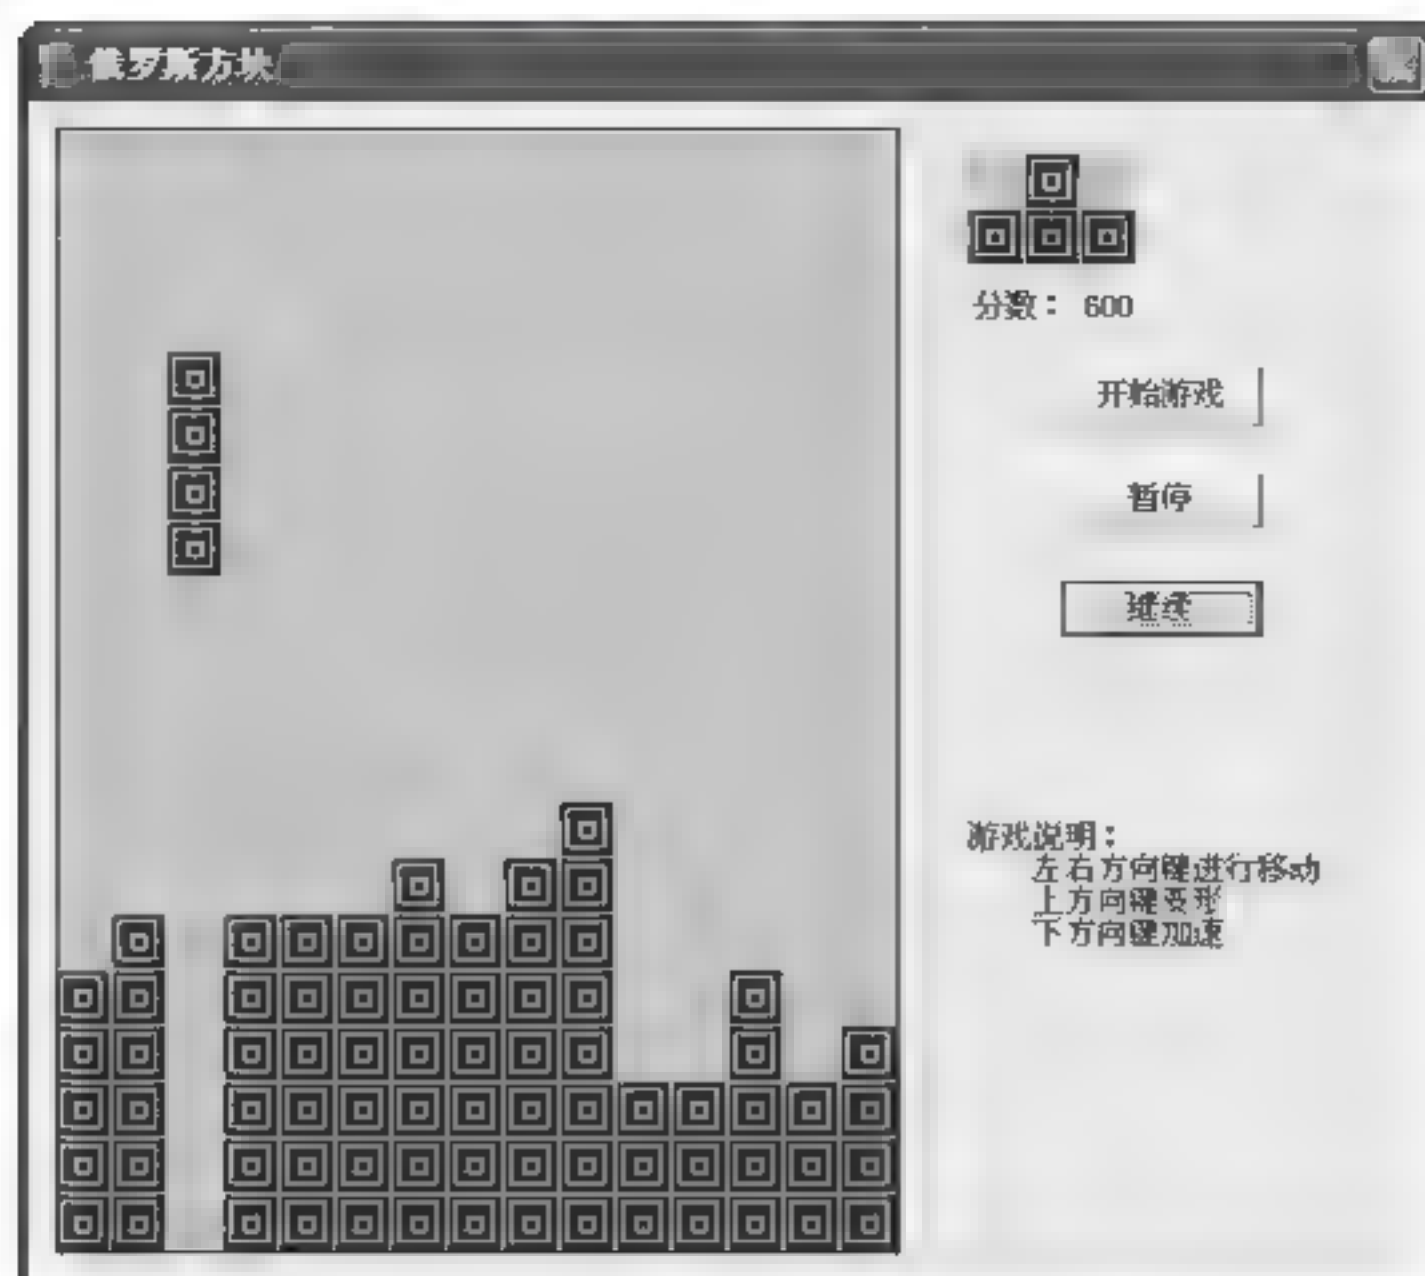 俄罗斯方块
分数： 600
开始游戏
暂停
继续
游戏说明：
左右方向键进行移动
上方向键变形
下方向键加速